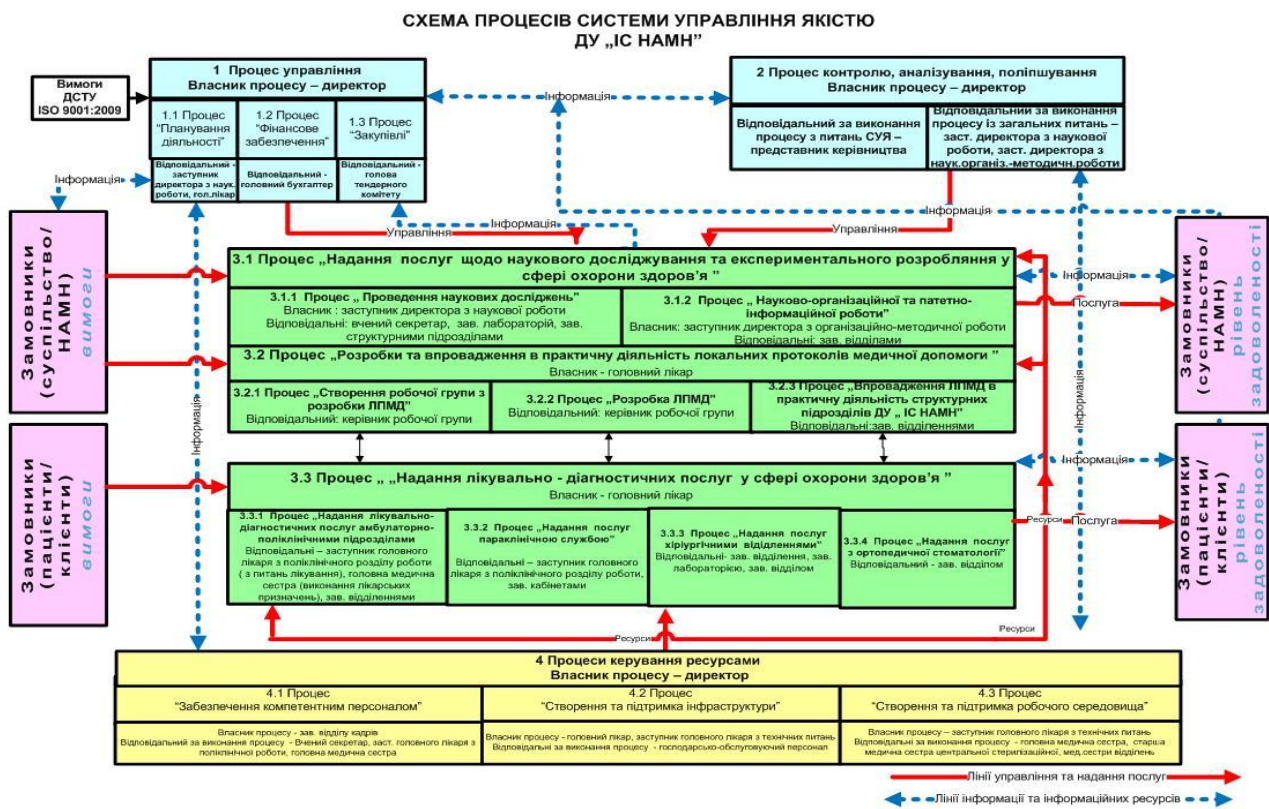 СХЕМА ПРОЦЕСІВ СИСТЕМИ УПРАВЛІННЯ ЯКІСТЮ
ДУ „ІС НАМН”
Вимоги
ДСТУ
ISO 9001:2009
1 Процес управління
Власник процесу – директор
1.1 Процес
“Планування
діяльності”
1.2 Процес
“Фінансове
забезпечення”
1.3 Процес
“Закупівлі”
Відповідальний -
заступник
директора з наук.
роботи, гол.лікар
Відповідальний -
головний бухгалтер
Відповідальний -
голова
тендерного
комітету
Інформація
2 Процес контролю, аналізування, поліпшування
Власник процесу – директор
Відповідальний за виконання
процесу з питань СУЯ –
представник керівництва
Відповідальний за виконання
процесу із загальних питань –
заст. директора з наукової
роботи, заст. директора з
наук.організ.-методичн.роботи
Інформація
Інформація
Інформація
Управління
Управління
Замовники
(суспільство/
НАМН)
вимоги
3.1 Процес „Надання послуг щодо наукового досліджування та експериментального розробляння у
сфері охорони здоров’я ”
3.1.1 Процес „ Проведення наукових досліджень”
Власник : заступник директора з наукової роботи
Відповідальні: вчений секретар, зав. лабораторій, зав.
структурними підрозділами
3.1.2 Процес „ Науково-організаційної та патетно-
інформаційної роботи”
Власник: заступник директора з організаційно-методичної роботи
Відповідальні: зав. відділами
Інформація
Послуга
Замовники
(суспільство/
НАМН)
рівень
задоволеності
3.2 Процес „Розробки та впровадження в практичну діяльність локальних протоколів медичної допомоги ”
Власник - головний лікар
3.2.1 Процес „Створення робочої групи з
розробки ЛПМД”
Відповідальний: керівник робочої групи
3.2.2 Процес „Розробка ЛПМД”
Відповідальний: керівник робочої групи
3.2.3 Процес „Впровадження ЛПМД в
практичну діяльність структурних
підрозділів ДУ „ ІС НАМН”
Відповідальні:зав. відділеннями
Інформація
Інформація
Замовники
(пацієнти/
клієнти)
вимоги
3.3 Процес „ „Надання лікувально - діагностичних послуг у сфері охорони здоров’я ”
Власник - головний лікар
3.3.1 Процес „Надання лікувально-
діагностичних послуг амбулаторно-
поліклінічними підрозділами
Відповідальні – заступник головного
лікаря з поліклінічного розділу роботи
( з питань лікування), головна медична
сестра (виконання лікарських
призначень), зав. відділеннями
3.3.2 Процес „Надання послуг
параклінічною службою”
Відповідальні – заступник головного
лікаря з поліклінічного розділу роботи,
зав. кабінетами
3.3.3 Процес „Надання послуг
хіріургічними відідленнями”
Відповідальні- зав. відділення, зав.
лабораторією, зав. відділом
3.3.4 Процес „Надання послуг
з ортопедичної стоматології”
Відповідальний - зав. відділом
Інформація
Ресурси
Послуга
Замовники
(пацієнти/
клієнти)
рівень
задоволеності
Ресурси
Ресурси
4 Процеси керування ресурсами
Власник процесу – директор
4.1 Процес
“Забезпечення компетентним персоналом”
4.2 Процес
“Створення та підтримка інфраструктури”
4.3 Процес
“Створення та підтримка робочого середовища”
Власник процесу - зав. відділу кадрів
Відповідальний за виконання процесу - Вчений секретар, заст. головного лікаря з
поліклінічної роботи, головна медична сестра
Власник процесу - головний лікар, заступник головного лікаря з технічних питань
Відповідальні за виконання процесу - господарсько-обслуговуючий персонал
Власник процесу – заступник головного лікаря з технічних питань
Відповідальні за виконання процесу - головна медична сестра, старша
медична сестра центральної стерилізаційної, мед.сестри відділень
Лінії управління та надання послуг
Лінії інформації та інформаційних ресурсів